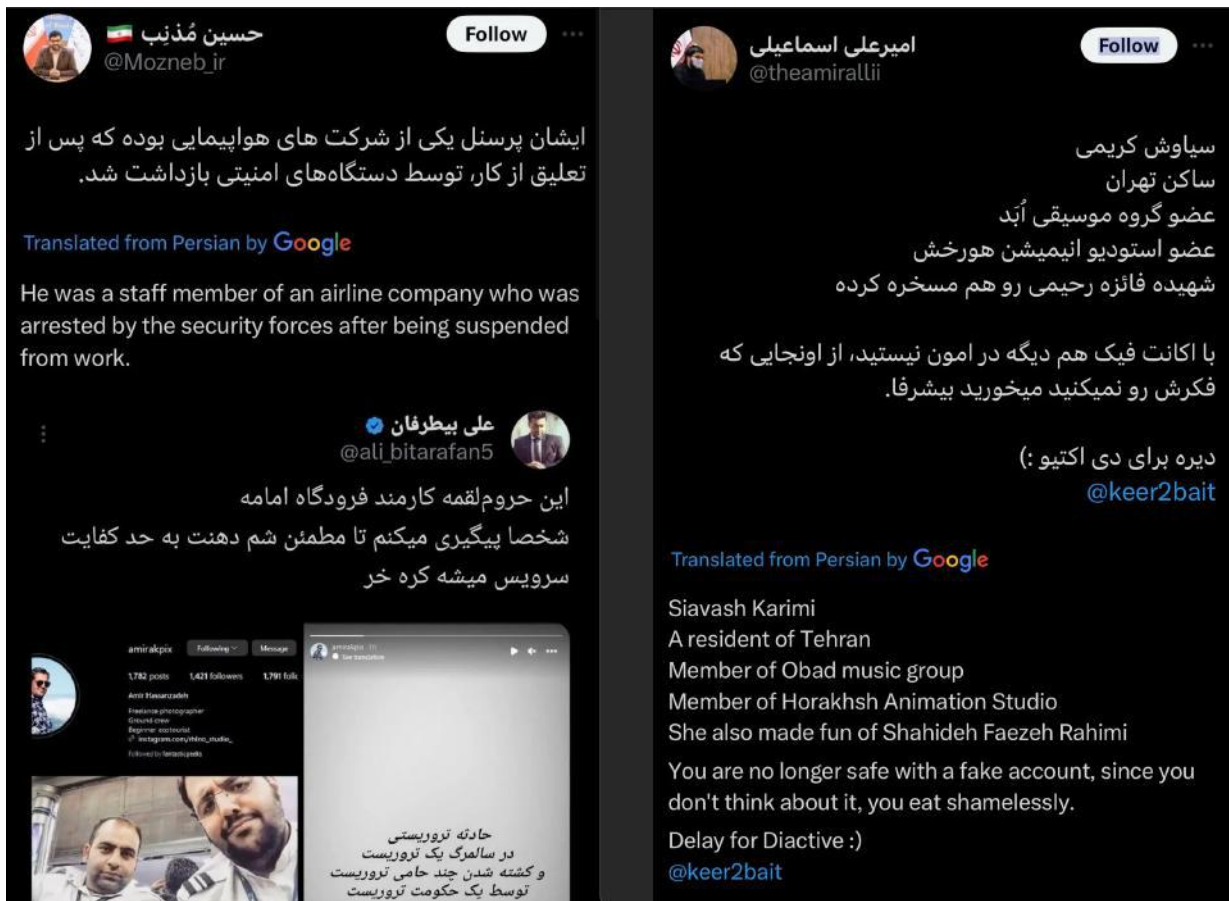 حسین مُذنِب 🇮🇷
Follow
@Mozneb_ir
ایشان پرسنل یکی از شرکت های هواپیمایی بوده که پس از
تعلیق از کار، توسط دستگاه‌های امنیتی بازداشت شد.
Translated from Persian by Google
He was a staff member of an airline company who was
arrested by the security forces after being suspended
from work.
علی بیطرفان
@ali_bitarafan5
این حروم‌لقمه کارمند فرودگاه امامه
شخصا پیگیری میکنم تا مطمئن شم دهنت به حد کفایت
سرویس میشه کره خر
amirakpix Following Message
1,782 posts 1,421 followers 1,791
Amir Hassanzadeh
Freelance photographer
Ground crew
Beginner ecotourist
Followed by
amirakpix
See translation
حادثه تروریستی
در سالمرگ یک تروریست
و کشته شدن چند حامی تروریست
توسط یک حکومت تروریست
امیرعلی اسماعیلی
Follow
@theamirallii
سیاوش کریمی
ساکن تهران
عضو گروه موسیقی اُبَد
عضو استودیو انیمیشن هورخش
شهیده فائزه رحیمی رو هم مسخره کرده
با اکانت فیک هم دیگه در امون نیستید، از اونجایی که
فکرش رو نمیکنید میخورید بیشرفا.
دیره برای دی اکتیو :)
@keer2bait
Translated from Persian by Google
Siavash Karimi
A resident of Tehran
Member of Obad music group
Member of Horakhsh Animation Studio
She also made fun of Shahideh Faezeh Rahimi
You are no longer safe with a fake account, since you
don't think about it, you eat shamelessly.
Delay for Diactive :)
@keer2bait